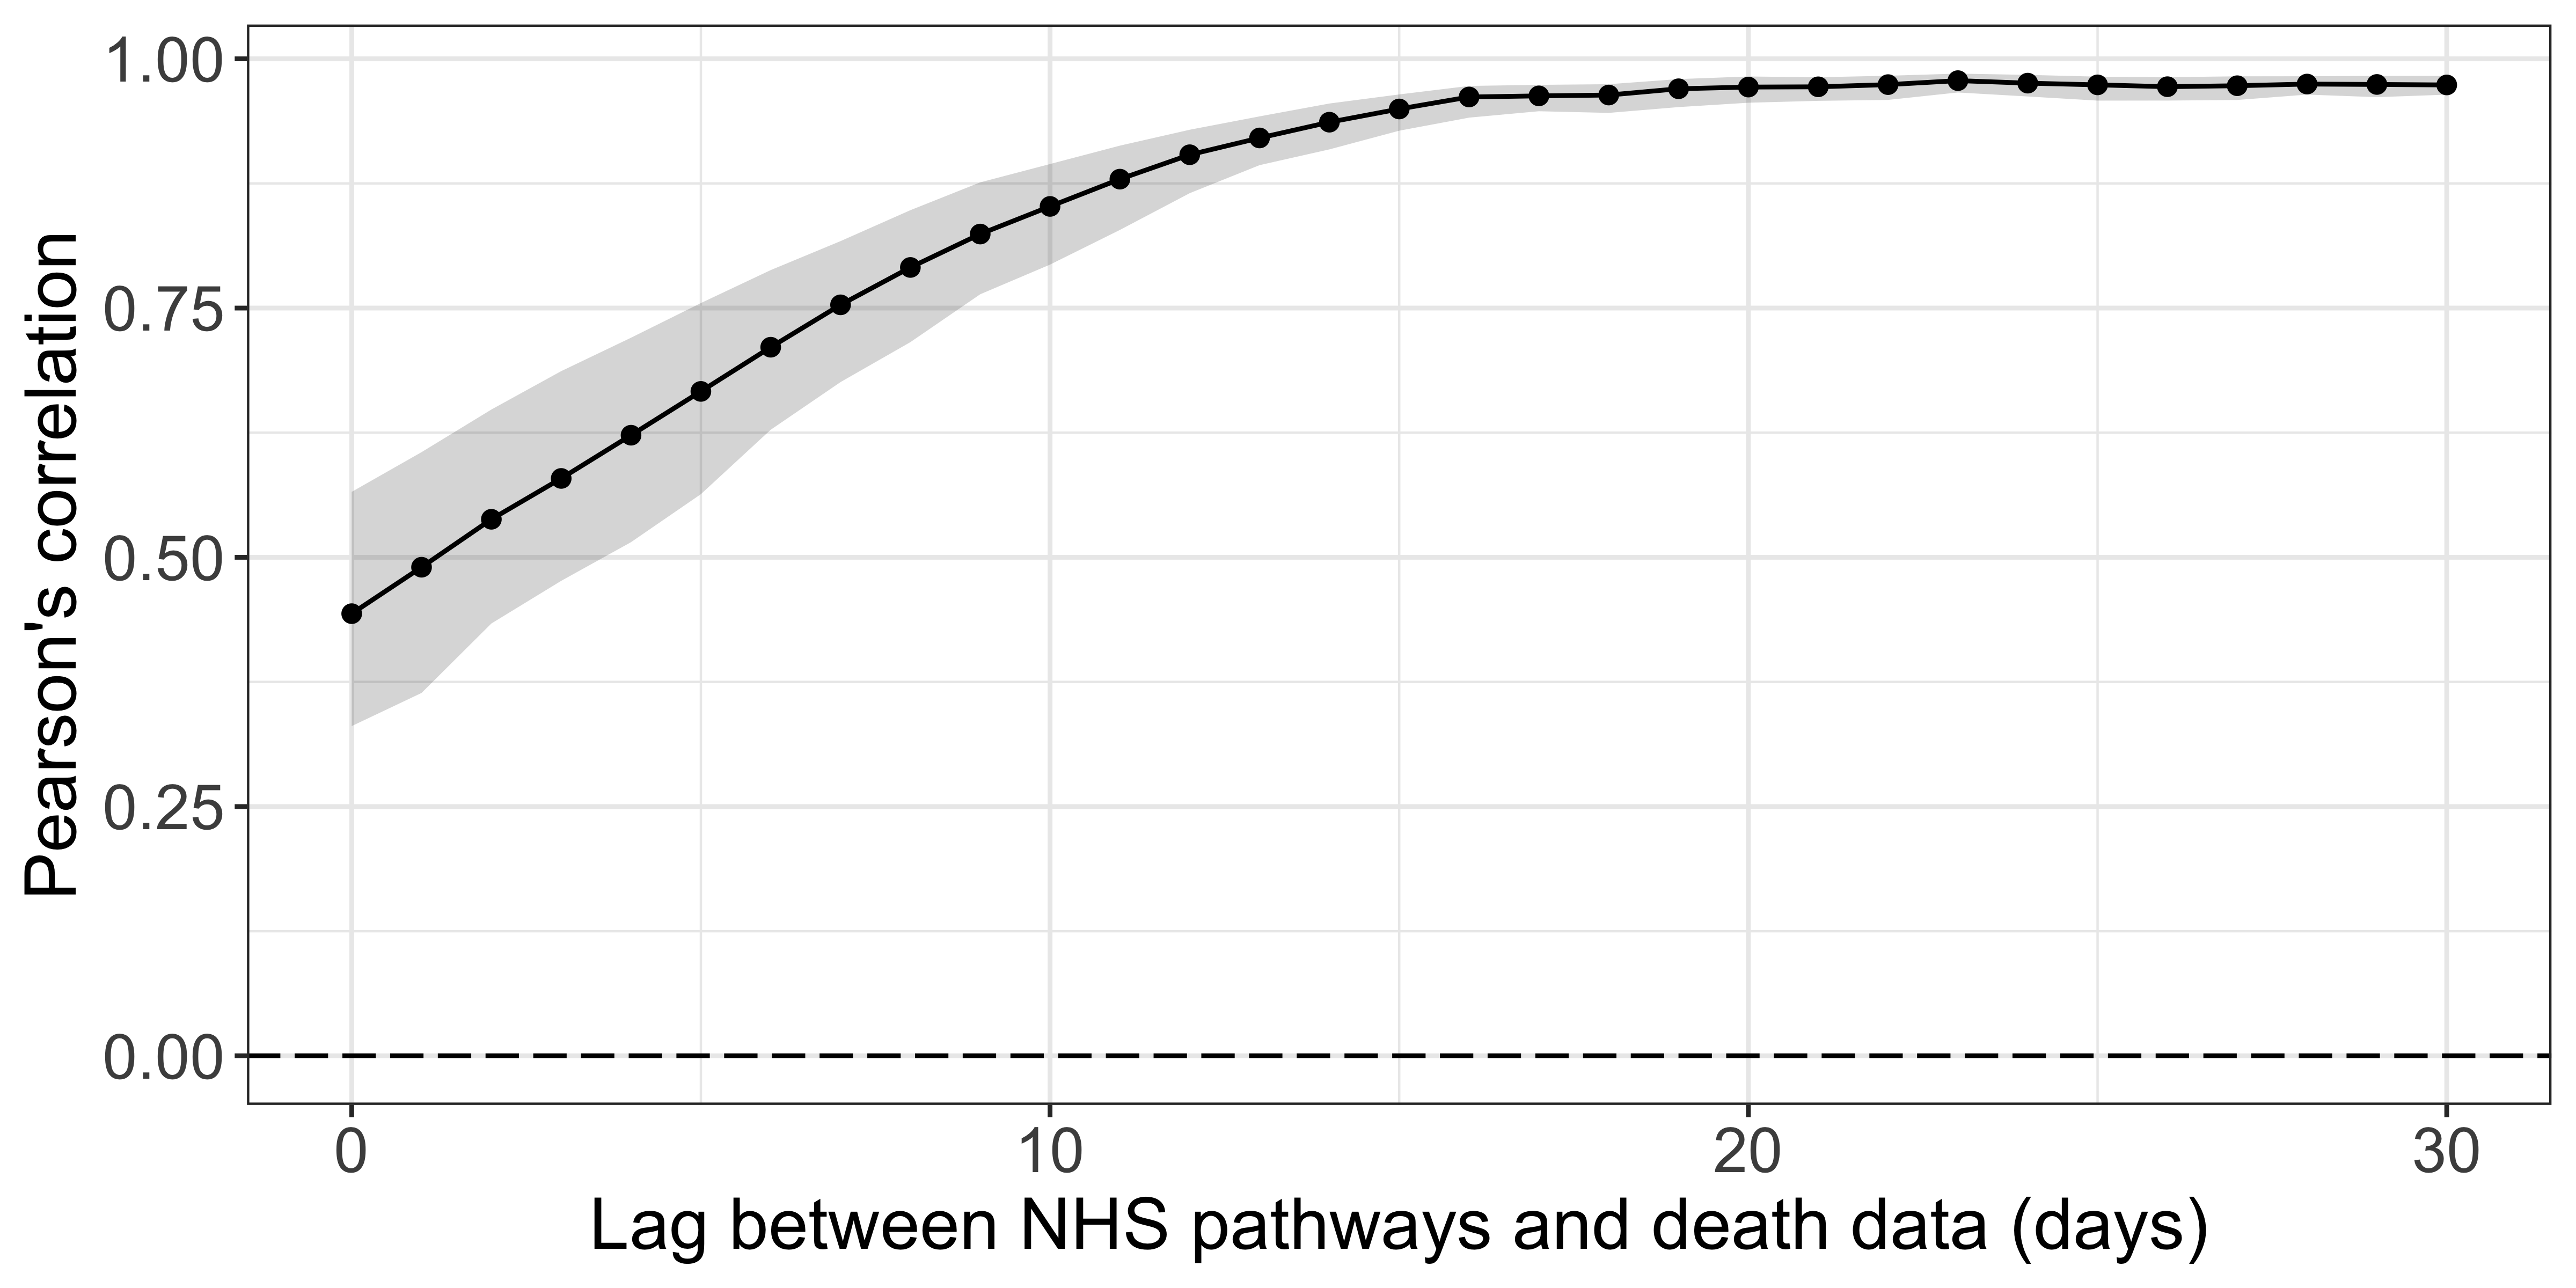 1.00
0.75
0.50
0.25
0.00
Pearson's correlation
0 10 20 30
Lag between NHS pathways and death data (days)